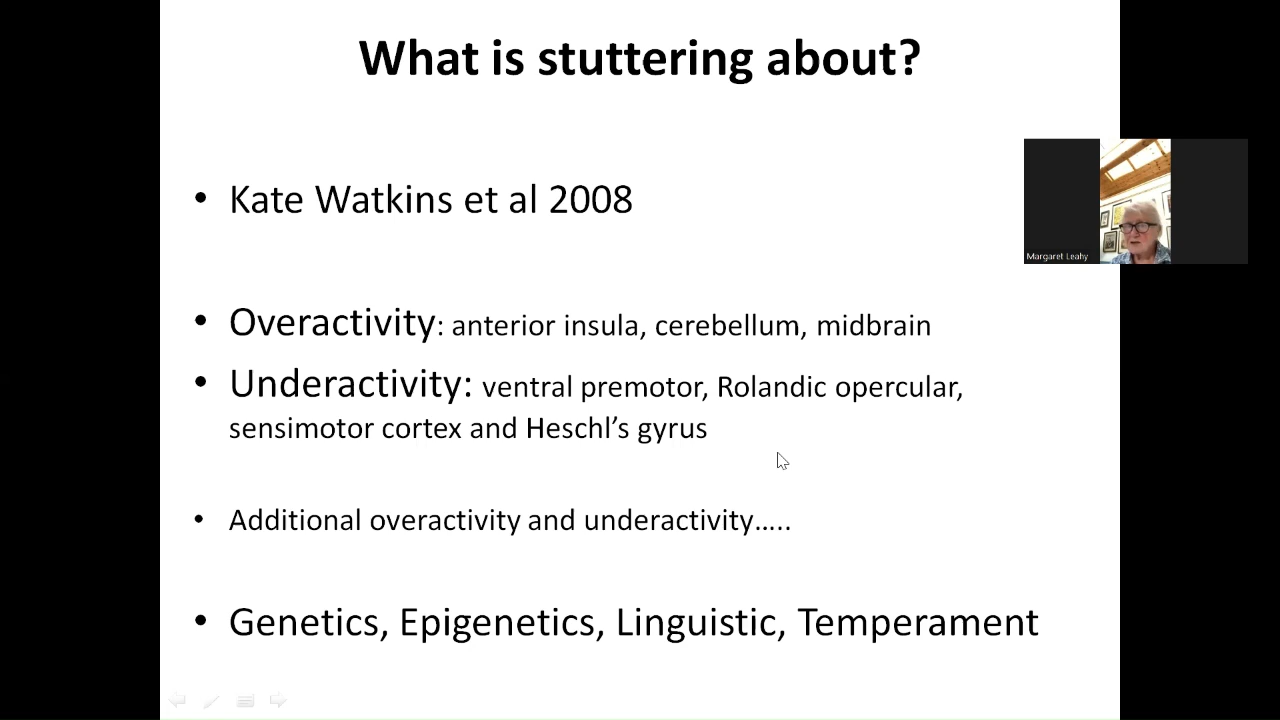 What is stuttering about?
• Kate Watkins et al 2008
Margaret Leahy
• Overactivity: anterior insula, cerebellum, midbrain
• Underactivity: ventral premotor, Rolandic opercular,
sensimotor cortex and Heschl’s gyrus
• Additional overactivity and underactivity.....
• Genetics, Epigenetics, Linguistic, Temperament